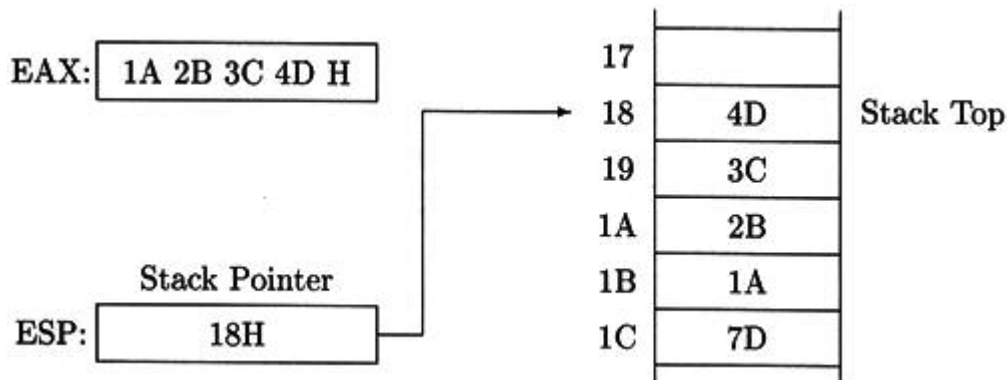 EAX: 1A 2B 3C 4D H
Stack Pointer
ESP: 18H
17
18 4D Stack Top
19 3C
1A 2B
1B 1A
1C 7D